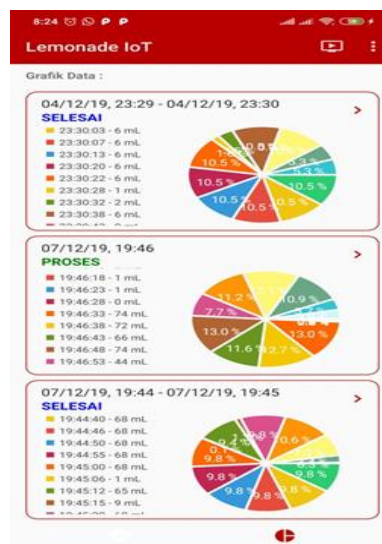 8:24
Lemonade IoT
Grafik Data :
04/12/19, 23:29 - 04/12/19, 23:30
SELESAI
23:30:03 - 6 mL
23:30:07 - 6 mL
23:30:13 - 6 mL
23:30:20 - 6 mL
23:30:22 - 6 mL
23:30:28 - 1 mL
23:30:32 - 2 mL
23:30:38 - 6 mL
10.5 %
10.5 %
10.5 %
10.5 %
10.5 %
10.5 %
5.3 %
07/12/19, 19:46
PROSES
19:46:18 - 1 mL
19:46:23 - 1 mL
19:46:28 - 0 mL
19:46:33 - 74 mL
19:46:38 - 72 mL
19:46:43 - 66 mL
19:46:48 - 74 mL
19:46:53 - 44 mL
11.2 %
7.7 %
13.0 %
11.6
12.7 %
13.0 %
10.9 %
07/12/19, 19:44 - 07/12/19, 19:45
SELESAI
19:44:40 - 68 mL
19:44:46 - 68 mL
19:44:50 - 68 mL
19:44:55 - 68 mL
19:45:00 - 68 mL
19:45:06 - 1 mL
19:45:12 - 65 mL
19:45:15 - 9 mL
9.8 %
9.8 %
9.8 %
9.8 %
9.8 %
9.8 %